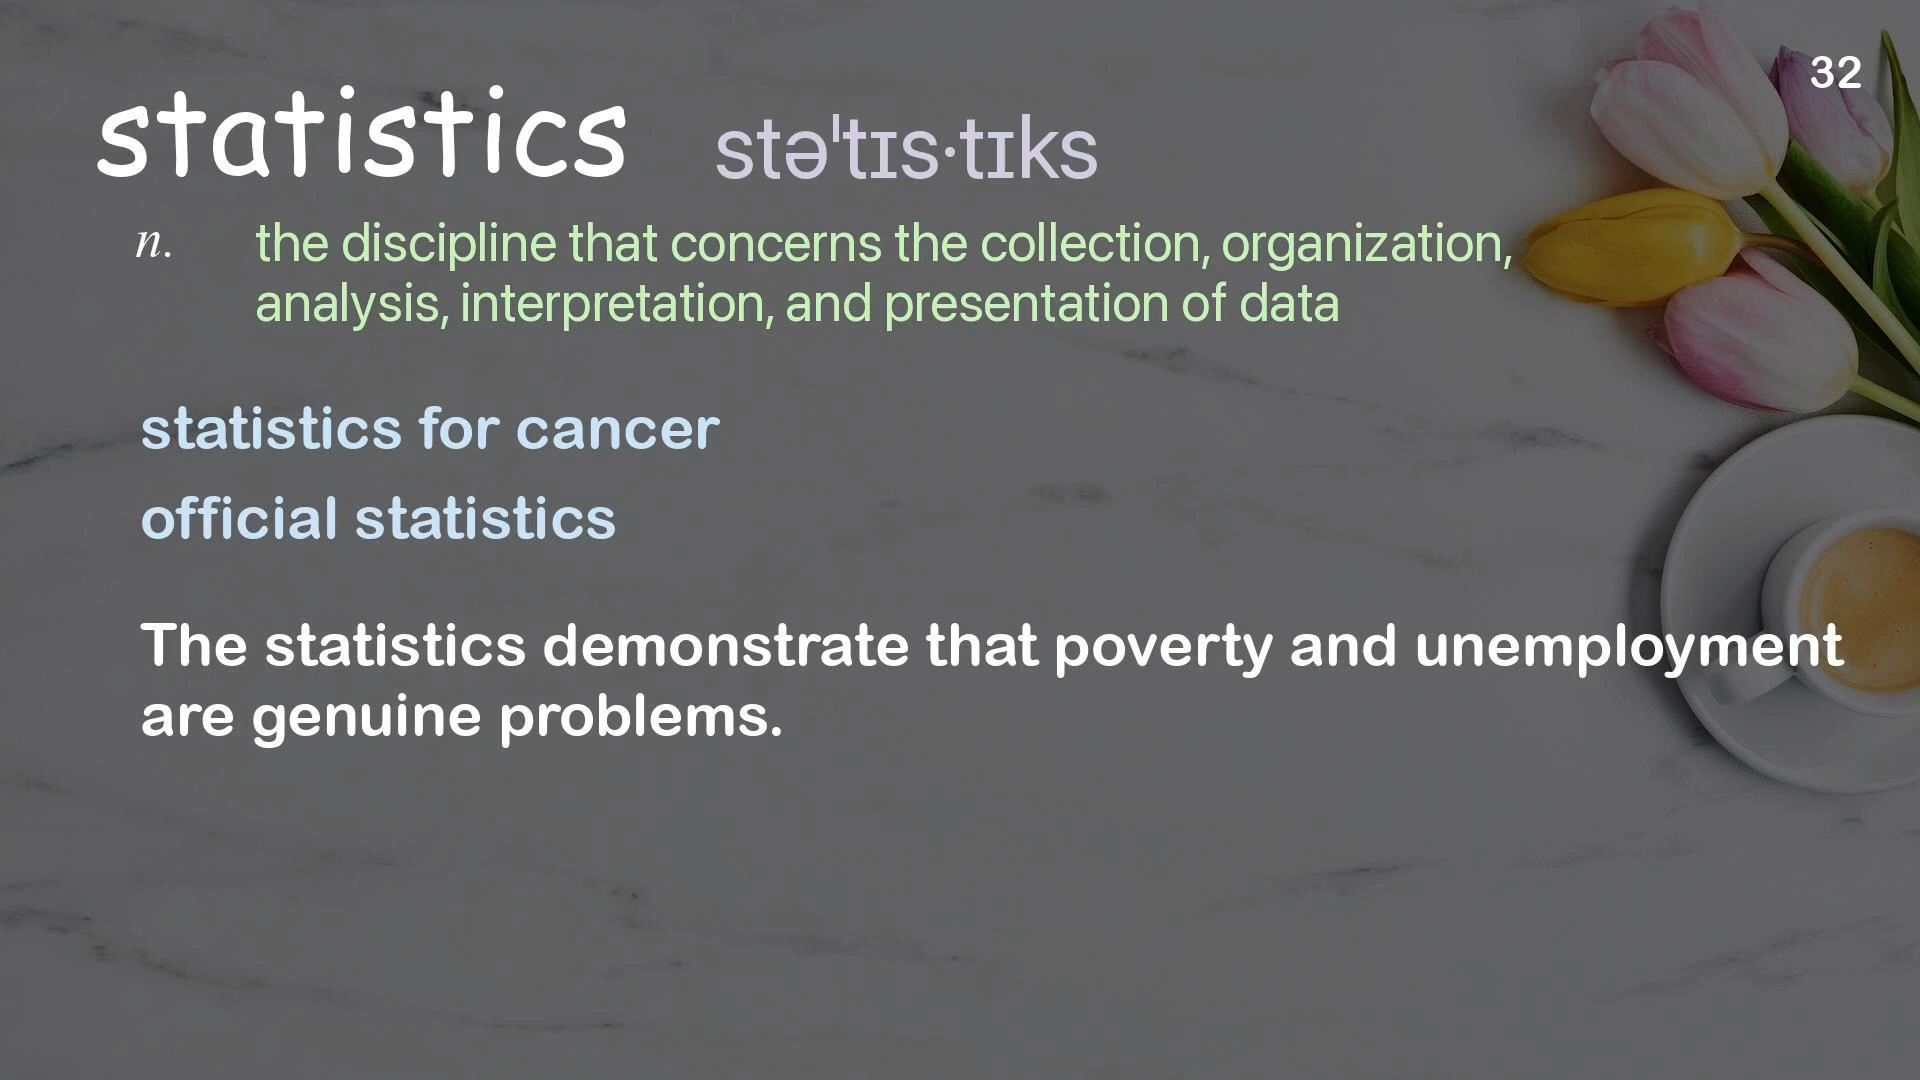 32
statistics stəˈtɪs·tɪks
n. the discipline that concerns the collection, organization,
analysis, interpretation, and presentation of data
statistics for cancer
official statistics
The statistics demonstrate that poverty and unemployment
are genuine problems.